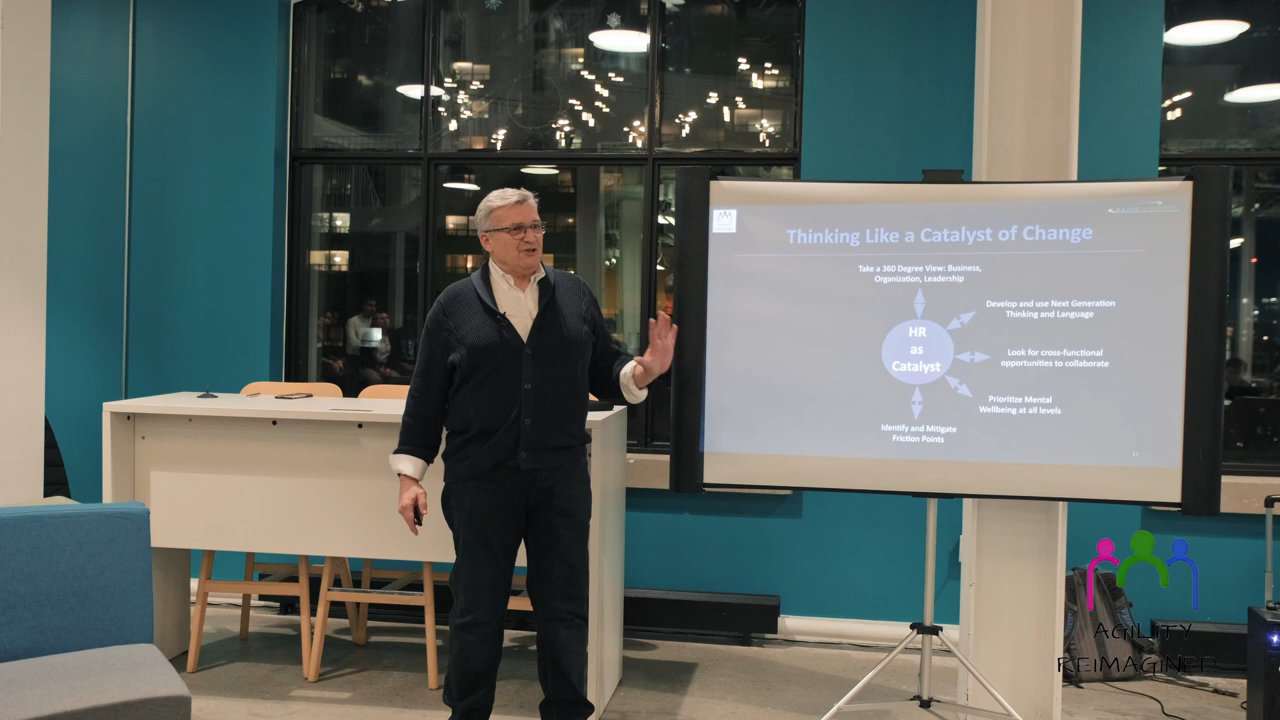 Thinking Like a Catalyst of Change
Take a 360 Degree View: Business,
Organization, Leadership
Develop and use Next Generation
Thinking and Language
HR
as
Catalyst
Look for cross-functional
opportunities to collaborate
Prioritize Mental
Wellbeing at all levels
Identify and Mitigate
Friction Points
11
AGILITY
REIMAGINED